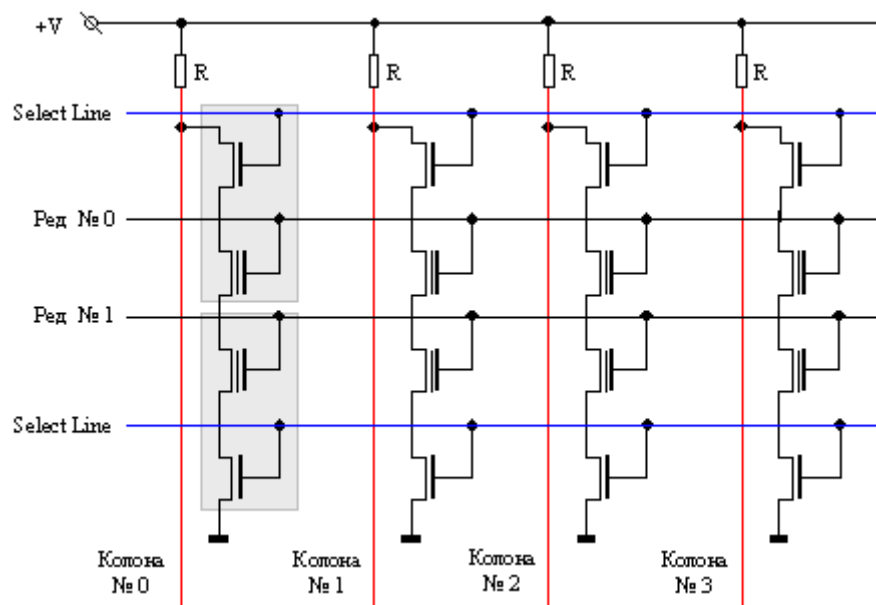 +V
R R R R
Select Line
Ред № 0
Ред № 1
Select Line
Колона
№ 0
Колона
№ 1
Колона
№ 2
Колона
№ 3